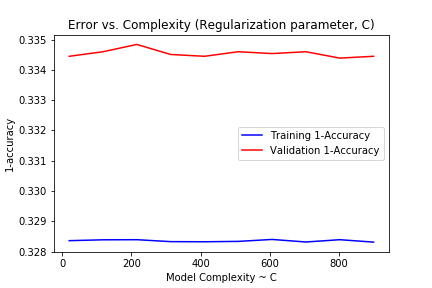 Error vs. Complexity (Regularization parameter, C)
0.335
0.334
0.333
0.332
0.331
0.330
0.329
0.328
1-accuracy
Training 1-Accuracy
Validation 1-Accuracy
0 200 400 600 800
Model Complexity ~ C